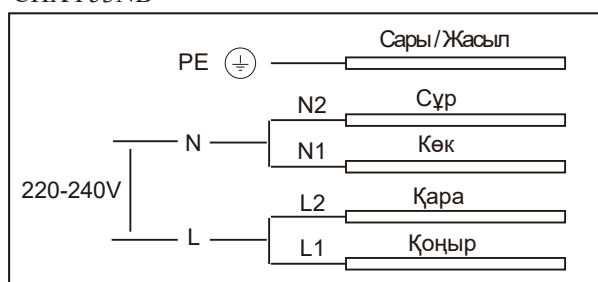 PE Сары/Жасыл
N2 Сұр
N
N1 Көк
220-240V
L2 Қара
L
L1 Қоңыр